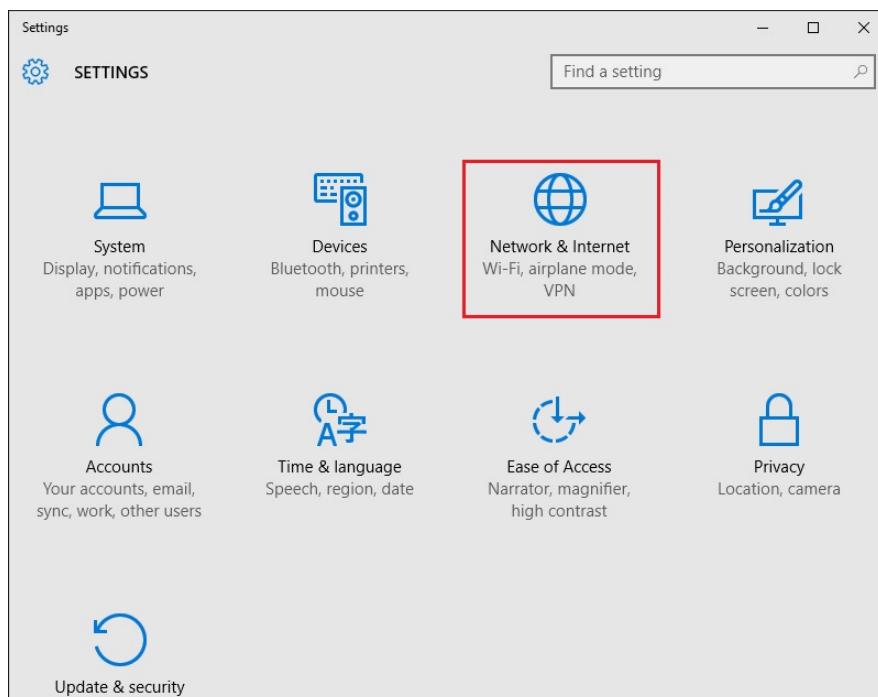 Settings
SETTINGS
Find a setting
System
Display, notifications,
apps, power
Devices
Bluetooth, printers,
mouse
Network & Internet
Wi-Fi, airplane mode,
VPN
Personalization
Background, lock
screen, colors
Accounts
Your accounts, email,
sync, work, other users
A字
Time & language
Speech, region, date
Ease of Access
Narrator, magnifier,
high contrast
Privacy
Location, camera
Update & security